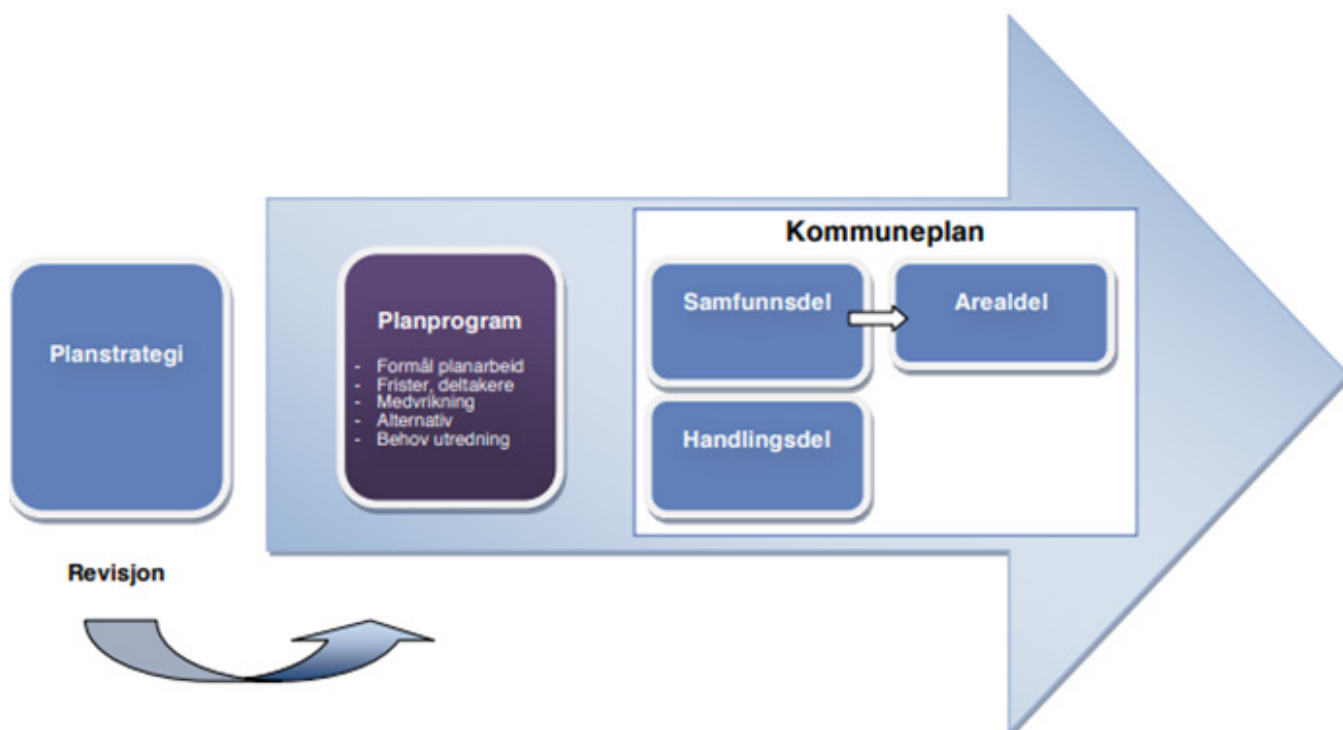 Kommuneplan
Planstrategi
Planprogram
- Formål planarbeid
- Frister, deltakere
- Medvrikning
- Alternativ
- Behov utredning
Samfunnsdel
Arealdel
Handlingsdel
Revisjon